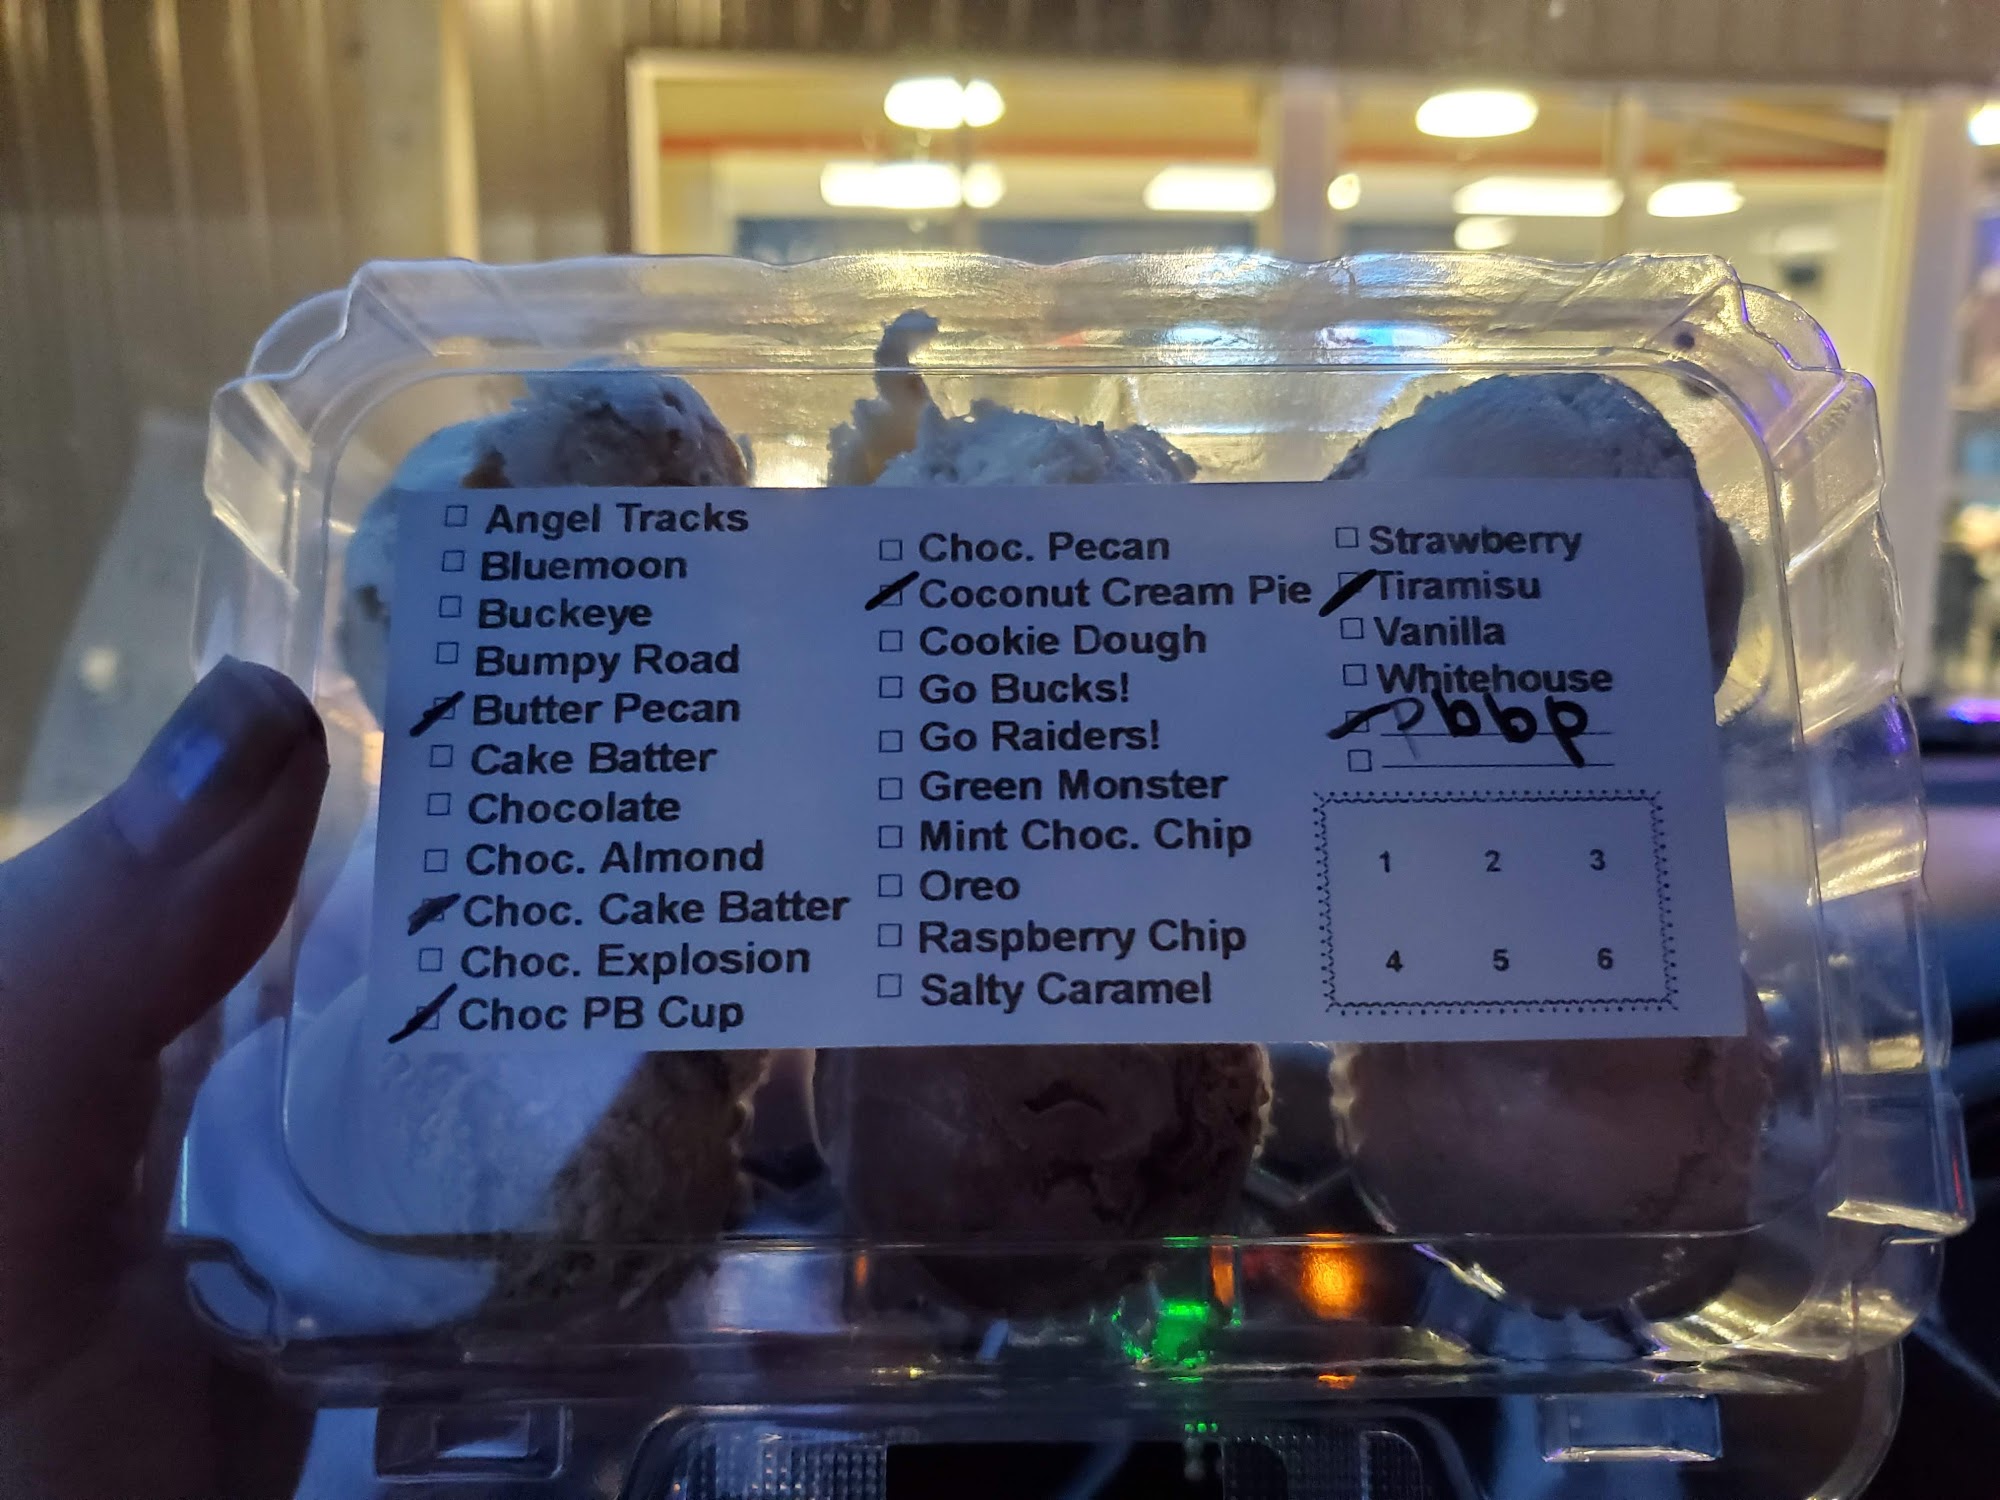 Angel Tracks
Bluemoon
Buckeye
Bumpy Road
Butter Pecan
Cake Batter
Chocolate
Choc. Almond
Choc. Cake Batter
Choc. Explosion
Choc PB Cup
Choc. Pecan
Coconut Cream Pie
Cookie Dough
Go Bucks!
Go Raiders!
Green Monster
Mint Choc. Chip
Oreo
Raspberry Chip
Salty Caramel
Strawberry
Tiramisu
Vanilla
Whitehouse
pbbp
1 2 3
4 5 6